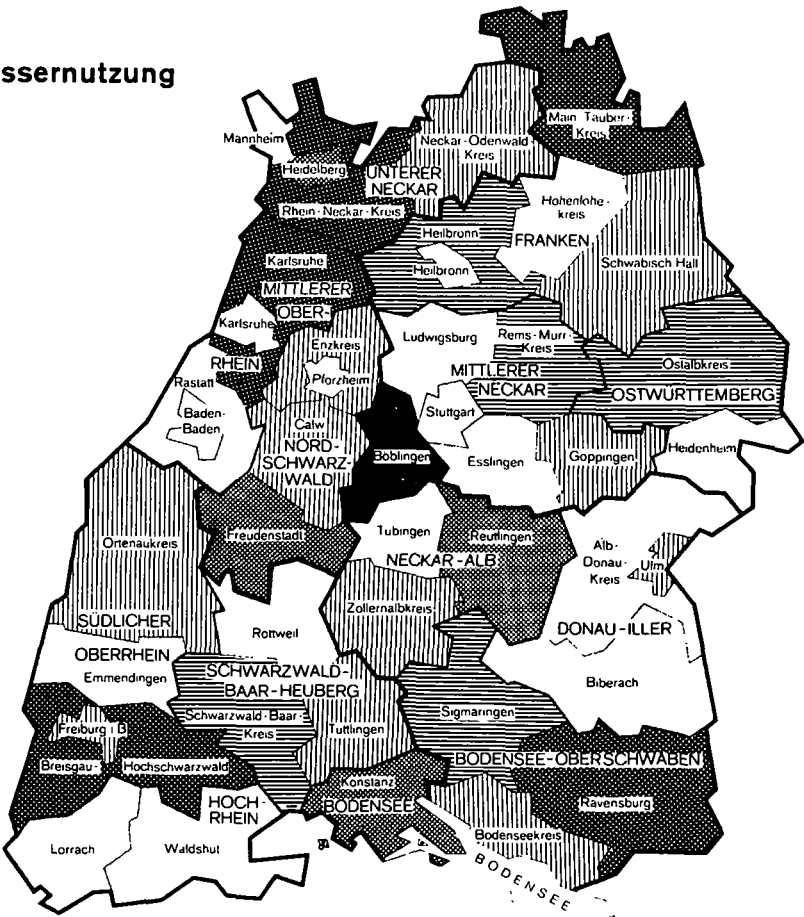 ssernutzung
Main-Tauber-
Kreis
Mannheim
Neckar-Odenwald-
Kreis
Heidelberg
UNTERER
NECKAR
Rhein-Neckar-Kreis
Hohenlohe-
kreis
Heilbronn
FRANKEN
Heilbronn
Schwabisch Hall
Karlsruhe
MITTLERER
OBER-
Karlsruhe
RHEIN
Enzkreis
Pforzheim
Ludwigsburg
Rems-Murr-
Kreis
MITTLERER
NECKAR
Ostalbkreis
OSTWÜRTTEMBERG
Rastatt
Baden-
Baden
Stuttgart
Calw
NORD-
SCHWARZ-
WALD
Böblingen
Esslingen
Goppingen
Heidenheim
Ortenaukreis
Freudenstadt
Tübingen
Reutlingen
NECKAR-ALB
Alb-
Donau-
Kreis
Ulm
Zollernalbkreis
SÜDLICHER
OBERRHEIN
Rottweil
DONAU-ILLER
Emmendingen
SCHWARZWALD-
BAAR-HEUBERG
Biberach
Schwarzwald-Baar-
Kreis
Sigmaringen
Freiburg i B
Tuttlingen
Breisgau-
Hochschwarzwald
BODENSEE-OBERSCHWABEN
Konstanz
BODENSEE
HOCH-
RHEIN
Ravensburg
Bodenseekreis
Lorrach
Waldshut
BODENSEE